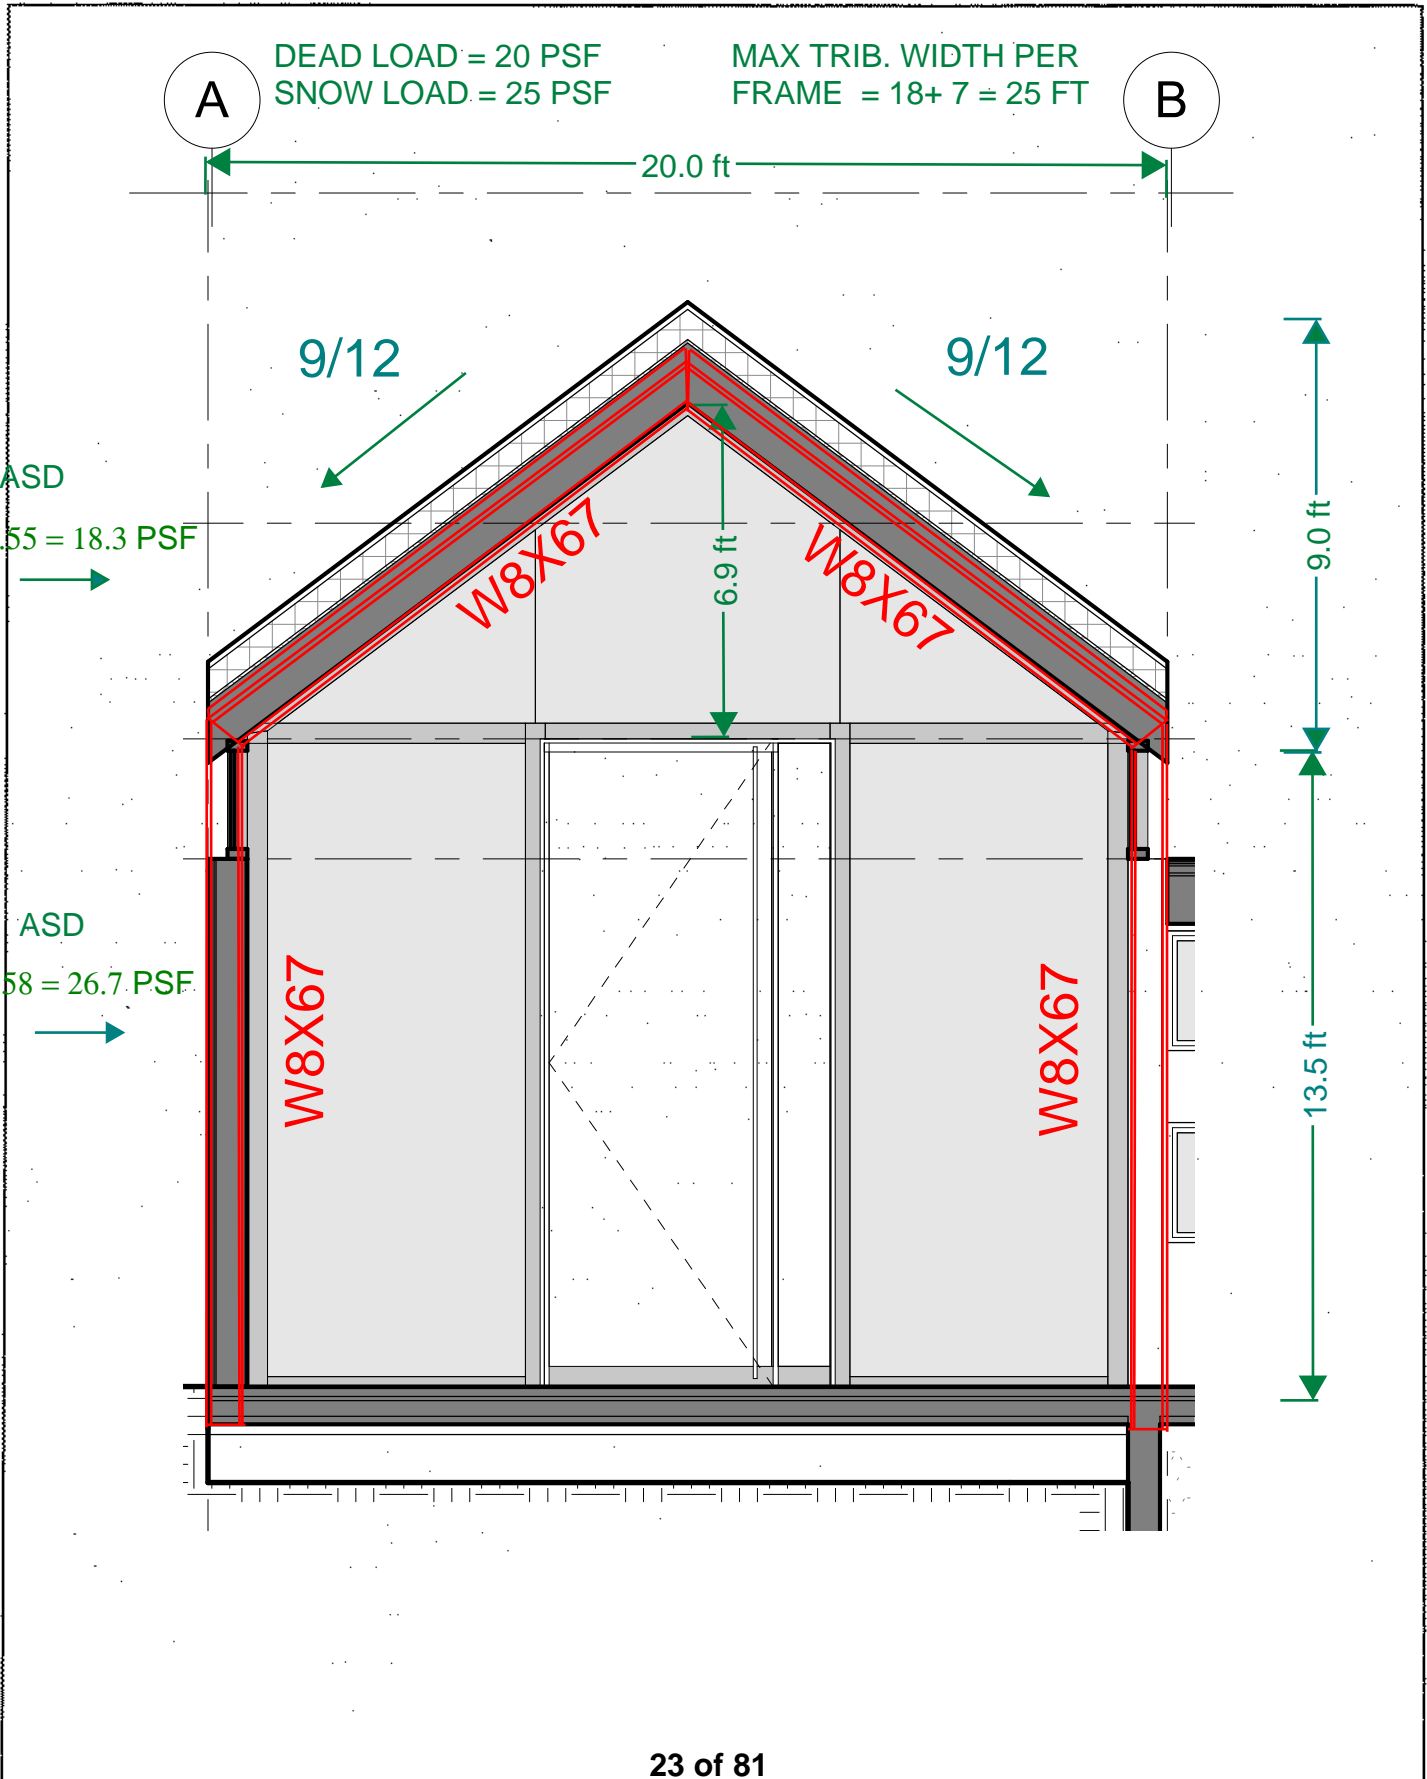 DEAD LOAD = 20 PSF
SNOW LOAD = 25 PSF
MAX TRIB. WIDTH PER
FRAME = 18+ 7 = 25 FT
A
B
20.0 ft
9/12
9/12
ASD
.55 = 18.3 PSF
W8X67
W8X67
6.9 ft
9.0 ft
ASD
58 = 26.7 PSF
W8X67
W8X67
13.5 ft
23 of 81